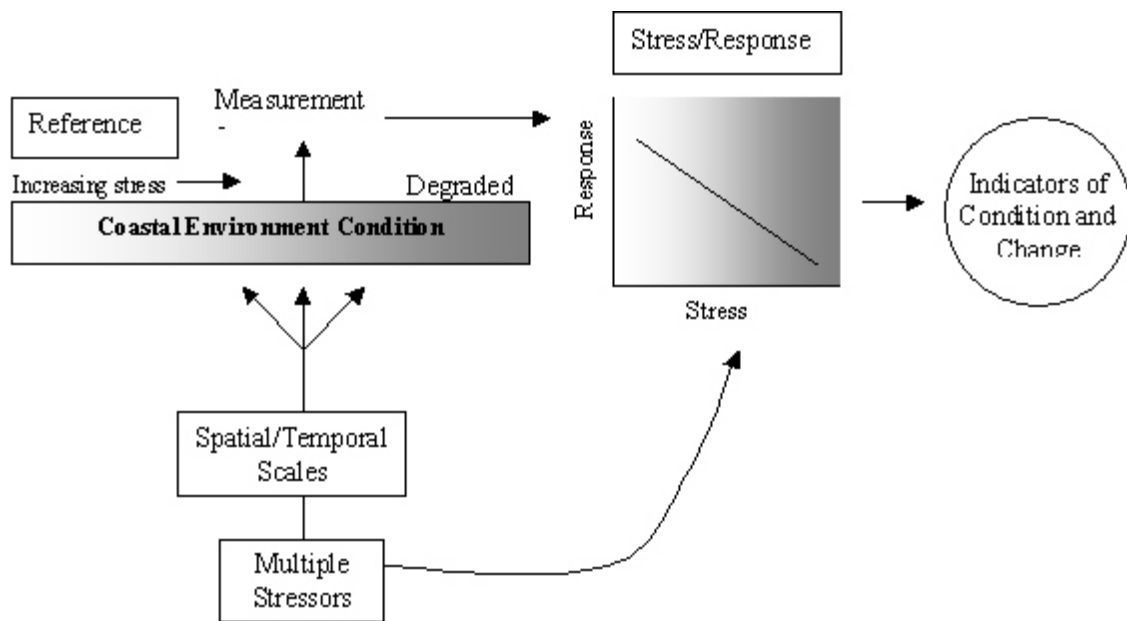 Stress/Response
Measurement
-
Reference
Increasing stress
Degraded
Coastal Environment Condition
Response
Stress
Indicators of
Condition and
Change
Spatial/Temporal
Scales
Multiple
Stressors